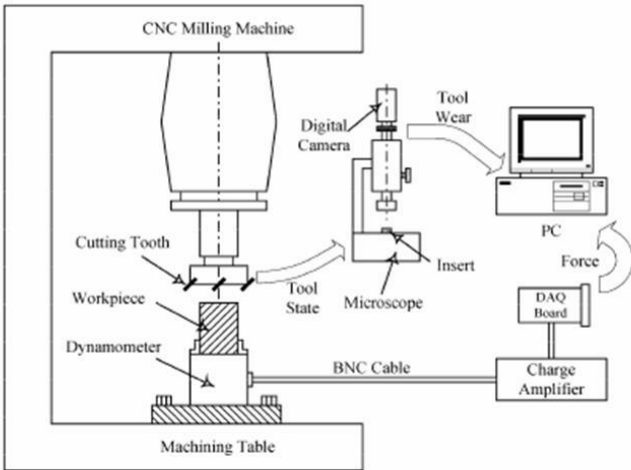 CNC Milling Machine
Digital
Camera
Tool
Wear
PC
Cutting Tooth
Tool
State
Insert
Microscope
Force
Workpiece
DAQ
Board
Dynamometer
BNC Cable
Charge
Amplifier
Machining Table